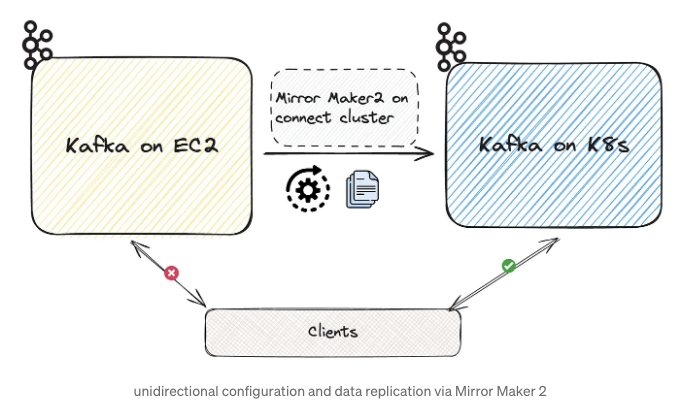 Mirror Maker2 on
connect cluster
Kafka on EC2
Kafka on K8s
Clients
unidirectional configuration and data replication via Mirror Maker 2